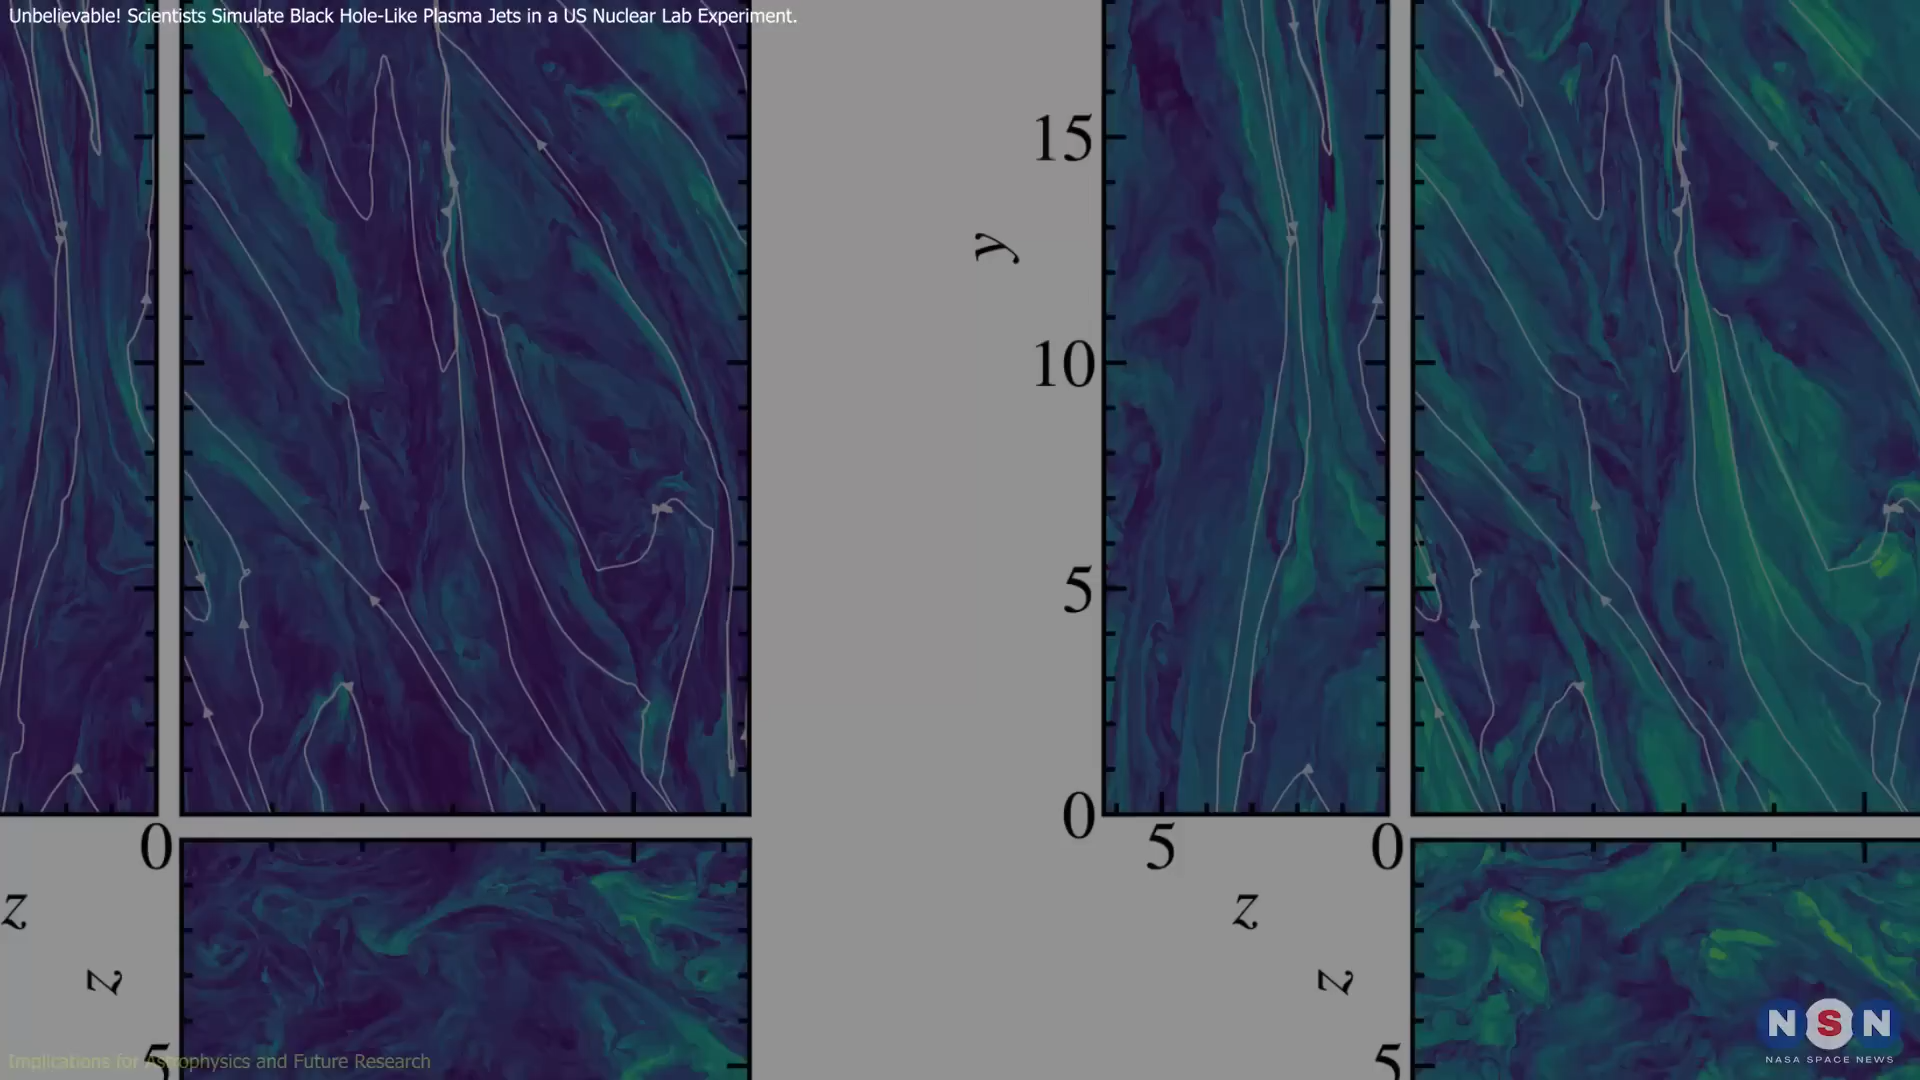 Unbelievable! Scientists Simulate Black Hole-Like Plasma Jets in a US Nuclear Lab Experiment.
15
y
10
5
0
0
5
0
z
z
z
z
NSN
NASA SPACE NEWS
5
5
Implications for Astrophysics and Future Research